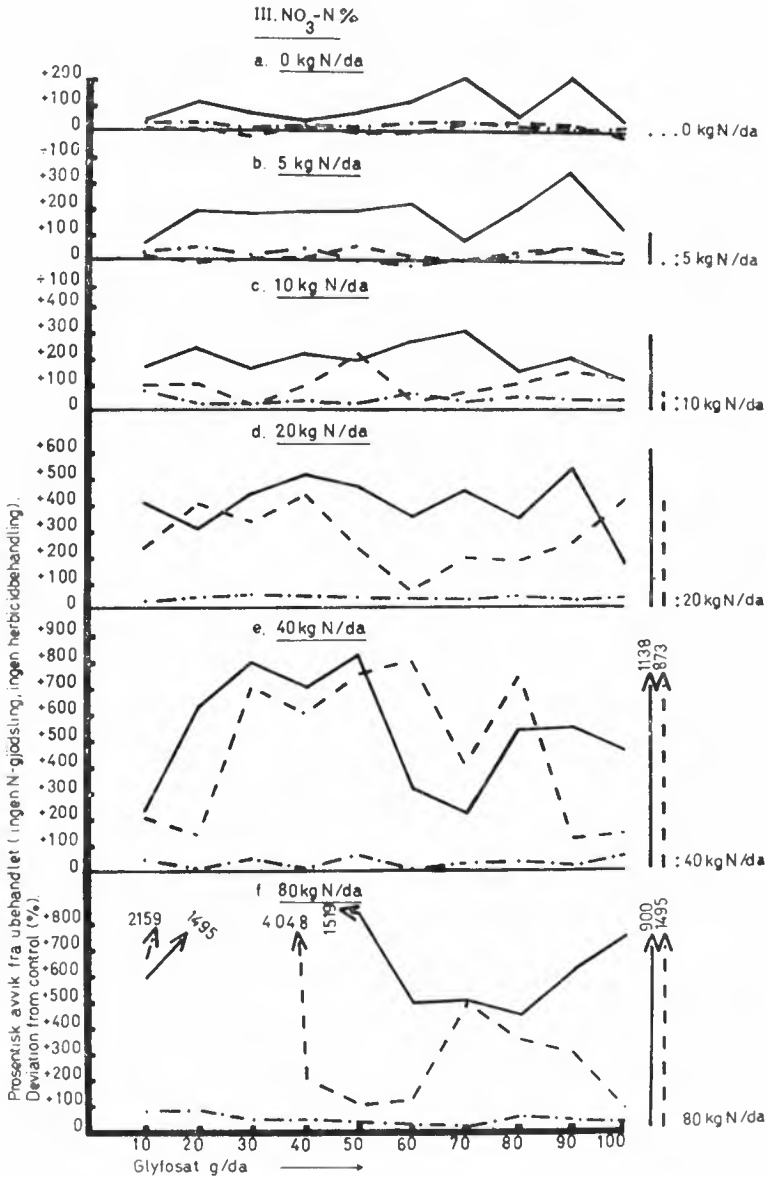 III. NO3-N %
a. 0 kg N/da
+200
+100
0
÷100
...0 kg N/da
b. 5 kg N/da
+300
+200
+100
0
÷100
.:5 kg N/da
c. 10 kg N/da
+400
+300
+200
+100
0
:10 kg N/da
d. 20 kg N/da
+600
+500
+400
+300
+200
+100
0
:20 kg N/da
e. 40 kg N/da
+900
+800
+700
+600
+500
+400
+300
+200
+100
0
1138
873
:40 kg N/da
f 80 kg N/da
+800
+700
+600
+500
+400
+300
+200
+100
0
2159
1495
4048
1519
900
1495
80 kg N/da
10 20 30 40 50 60 70 80 90 100
Glyfosat g/da
Prosentisk avvik fra ubehandlet (ingen N-gjödsling, ingen herbicidbehandling).
Deviation from control (%).